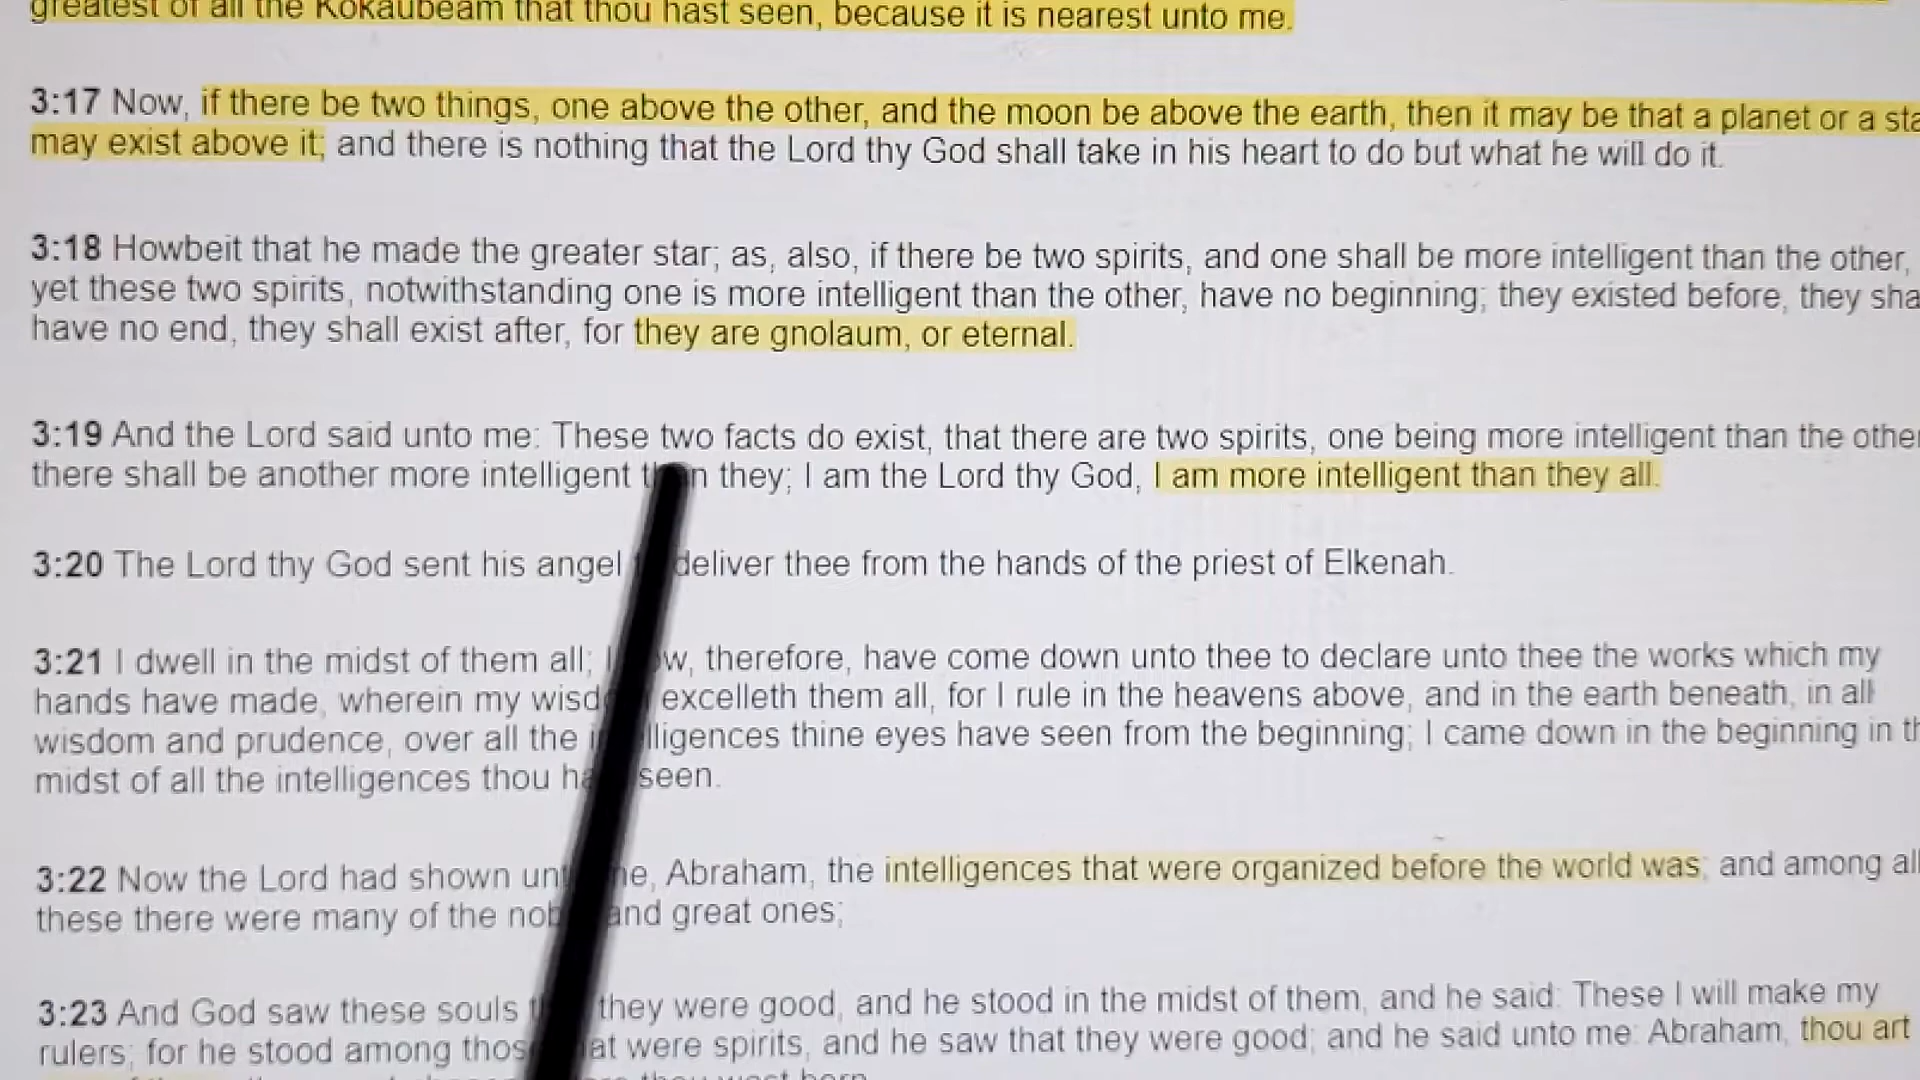 greatest of all the Kokaubeam that thou hast seen, because it is nearest unto me.
3:17 Now, if there be two things, one above the other, and the moon be above the earth, then it may be that a planet or a sta
may exist above it; and there is nothing that the Lord thy God shall take in his heart to do but what he will do it.
3:18 Howbeit that he made the greater star; as, also, if there be two spirits, and one shall be more intelligent than the other,
yet these two spirits, notwithstanding one is more intelligent than the other, have no beginning; they existed before, they sha
have no end, they shall exist after, for they are gnolaum, or eternal.
3:19 And the Lord said unto me: These two facts do exist, that there are two spirits, one being more intelligent than the other
there shall be another more intelligent than they; I am the Lord thy God, I am more intelligent than they all.
3:20 The Lord thy God sent his angel deliver thee from the hands of the priest of Elkenah.
3:21 I dwell in the midst of them all; I w, therefore, have come down unto thee to declare unto thee the works which my
hands have made, wherein my wisd excelleth them all, for I rule in the heavens above, and in the earth beneath, in all
wisdom and prudence, over all the i lligences thine eyes have seen from the beginning; I came down in the beginning in th
midst of all the intelligences thou ha seen.
3:22 Now the Lord had shown unt me, Abraham, the intelligences that were organized before the world was; and among all
these there were many of the nob and great ones;
3:23 And God saw these souls t they were good, and he stood in the midst of them, and he said: These I will make my
rulers; for he stood among thos at were spirits, and he saw that they were good; and he said unto me: Abraham, thou art